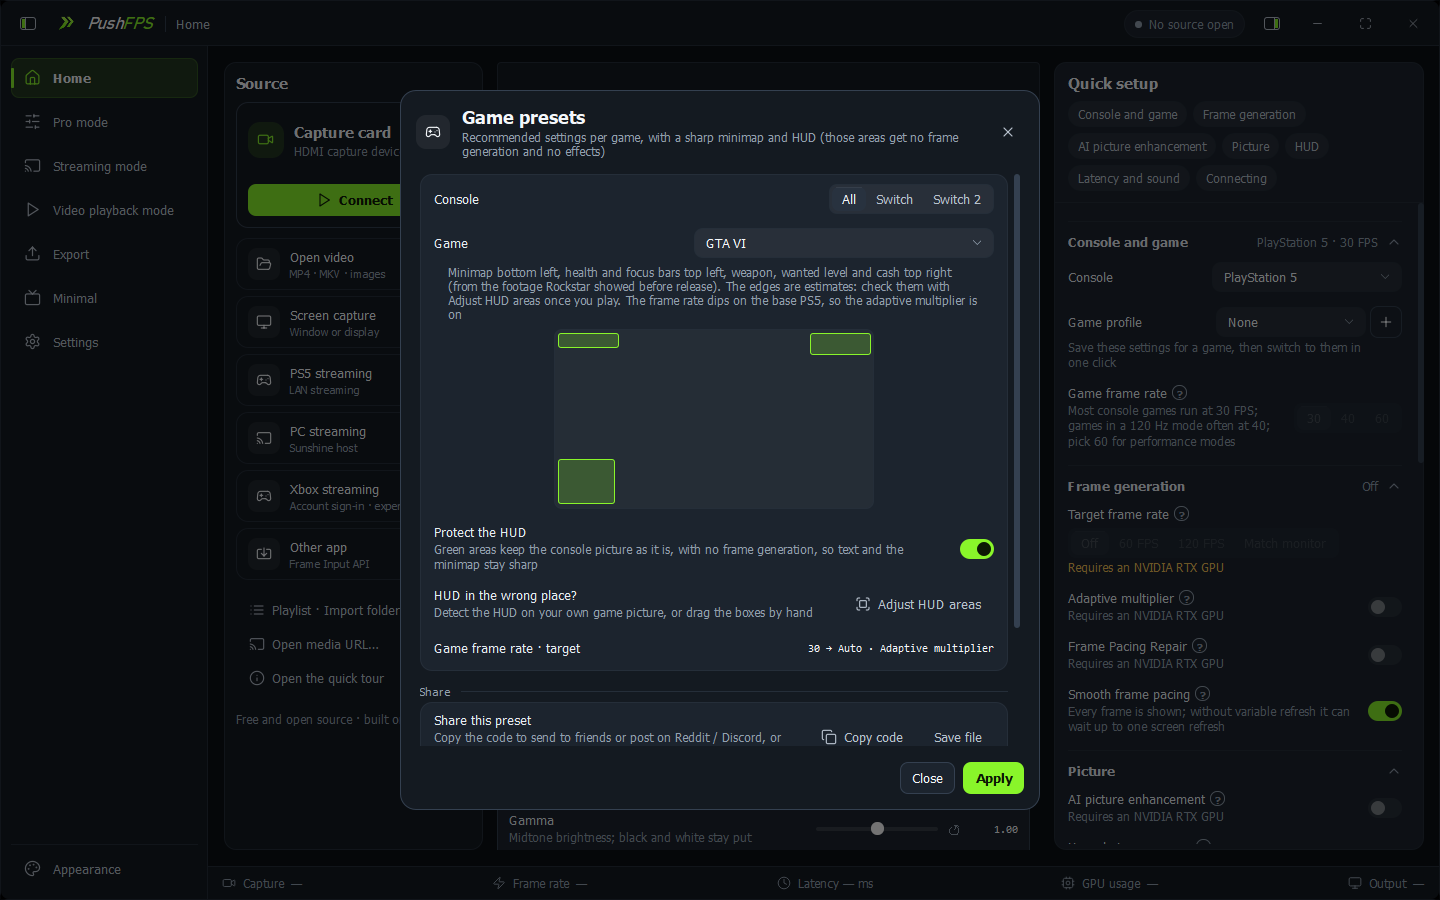 PushFPS
Home
No source open
Home
Pro mode
Streaming mode
Video playback mode
Export
Minimal
Settings
Appearance
Source
Capture card
HDMI capture devic
Connect
Open video
MP4 · MKV · images
Screen capture
Window or display
PS5 streaming
LAN streaming
PC streaming
Sunshine host
Xbox streaming
Account sign-in · exper
Other app
Frame Input API
Playlist · Import folder
Open media URL...
Open the quick tour
Free and open source · built o
Game presets
Recommended settings per game, with a sharp minimap and HUD (those areas get no frame
generation and no effects)
Console
All
Switch
Switch 2
Game
GTA VI
Minimap bottom left, health and focus bars top left, weapon, wanted level and cash top right
(from the footage Rockstar showed before release). The edges are estimates: check them with
Adjust HUD areas once you play. The frame rate dips on the base PS5, so the adaptive multiplier is
on
Protect the HUD
Green areas keep the console picture as it is, with no frame generation, so text and the
minimap stay sharp
HUD in the wrong place?
Detect the HUD on your own game picture, or drag the boxes by hand
Adjust HUD areas
Game frame rate · target
30 → Auto · Adaptive multiplier
Share
Share this preset
Copy the code to send to friends or post on Reddit / Discord, or
Copy code
Save file
Close
Apply
Gamma
Midtone brightness; black and white stay put
1.00
Quick setup
Console and game
Frame generation
AI picture enhancement
Picture
HUD
Latency and sound
Connecting
Console and game
PlayStation 5 · 30 FPS
Console
PlayStation 5
Game profile
None
Save these settings for a game, then switch to them in
one click
Game frame rate ?
Most console games run at 30 FPS;
games in a 120 Hz mode often at 40;
pick 60 for performance modes
30
40
60
Frame generation
Off
Target frame rate ?
Off
60 FPS
120 FPS
Match monitor
Requires an NVIDIA RTX GPU
Adaptive multiplier ?
Requires an NVIDIA RTX GPU
Frame Pacing Repair ?
Requires an NVIDIA RTX GPU
Smooth frame pacing ?
Every frame is shown; without variable refresh it can
wait up to one screen refresh
Picture
AI picture enhancement ?
Requires an NVIDIA RTX GPU
Capture —
Frame rate —
Latency — ms
GPU usage —
Output —